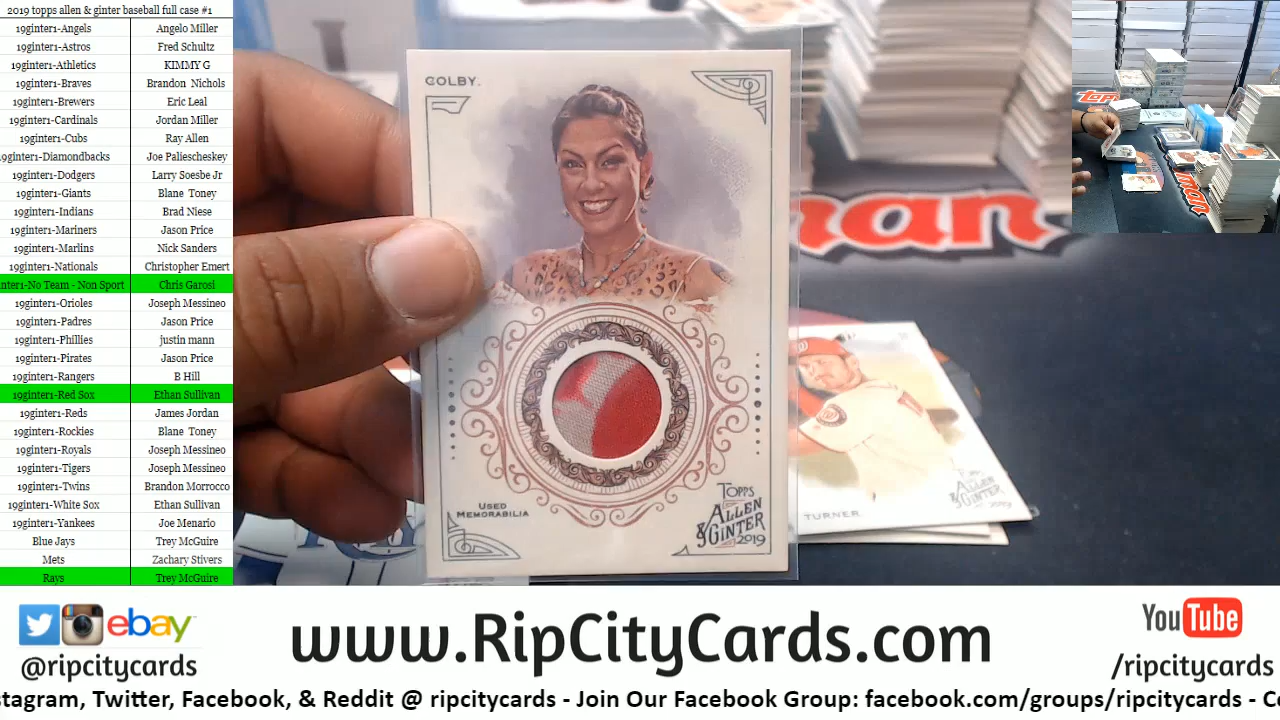 2019 topps allen & ginter baseball full case #1
19ginter1-Angels Angelo Miller
19ginter1-Astros Fred Schultz
19ginter1-Athletics KIMMY G
19ginter1-Braves Brandon Nichols
19ginter1-Brewers Eric Leal
19ginter1-Cardinals Jordan Miller
19ginter1-Cubs Ray Allen
9ginter1-Diamondbacks Joe Paliescheskey
19ginter1-Dodgers Larry Soesbe Jr
19ginter1-Giants Blane Toney
19ginter1-Indians Brad Niese
19ginter1-Mariners Jason Price
19ginter1-Marlins Nick Sanders
19ginter1-Nationals Christopher Emert
nter1-No Team - Non Sport Chris Garosi
19ginter1-Orioles Joseph Messineo
19ginter1-Padres Jason Price
19ginter1-Phillies justin mann
19ginter1-Pirates Jason Price
19ginter1-Rangers B Hill
19ginter1-Red Sox Ethan Sullivan
19ginter1-Reds James Jordan
19ginter1-Rockies Blane Toney
19ginter1-Royals Joseph Messineo
19ginter1-Tigers Joseph Messineo
19ginter1-Twins Brandon Morrocco
19ginter1-White Sox Ethan Sullivan
19ginter1-Yankees Joe Menario
Blue Jays Trey McGuire
Mets Zachary Stivers
Rays Trey McGuire
COLBY.
USED
MEMORABILIA
TOPPS
ALLEN
& GINTER
2019
man
TURNER
TOPPS
ALLEN
& GINTER
2019
Topps
man
ebay
@ripcitycards
www.RipCityCards.com
YouTube
/ripcitycards
stagram, Twitter, Facebook, & Reddit @ ripcitycards - Join Our Facebook Group: facebook.com/groups/ripcitycards - C